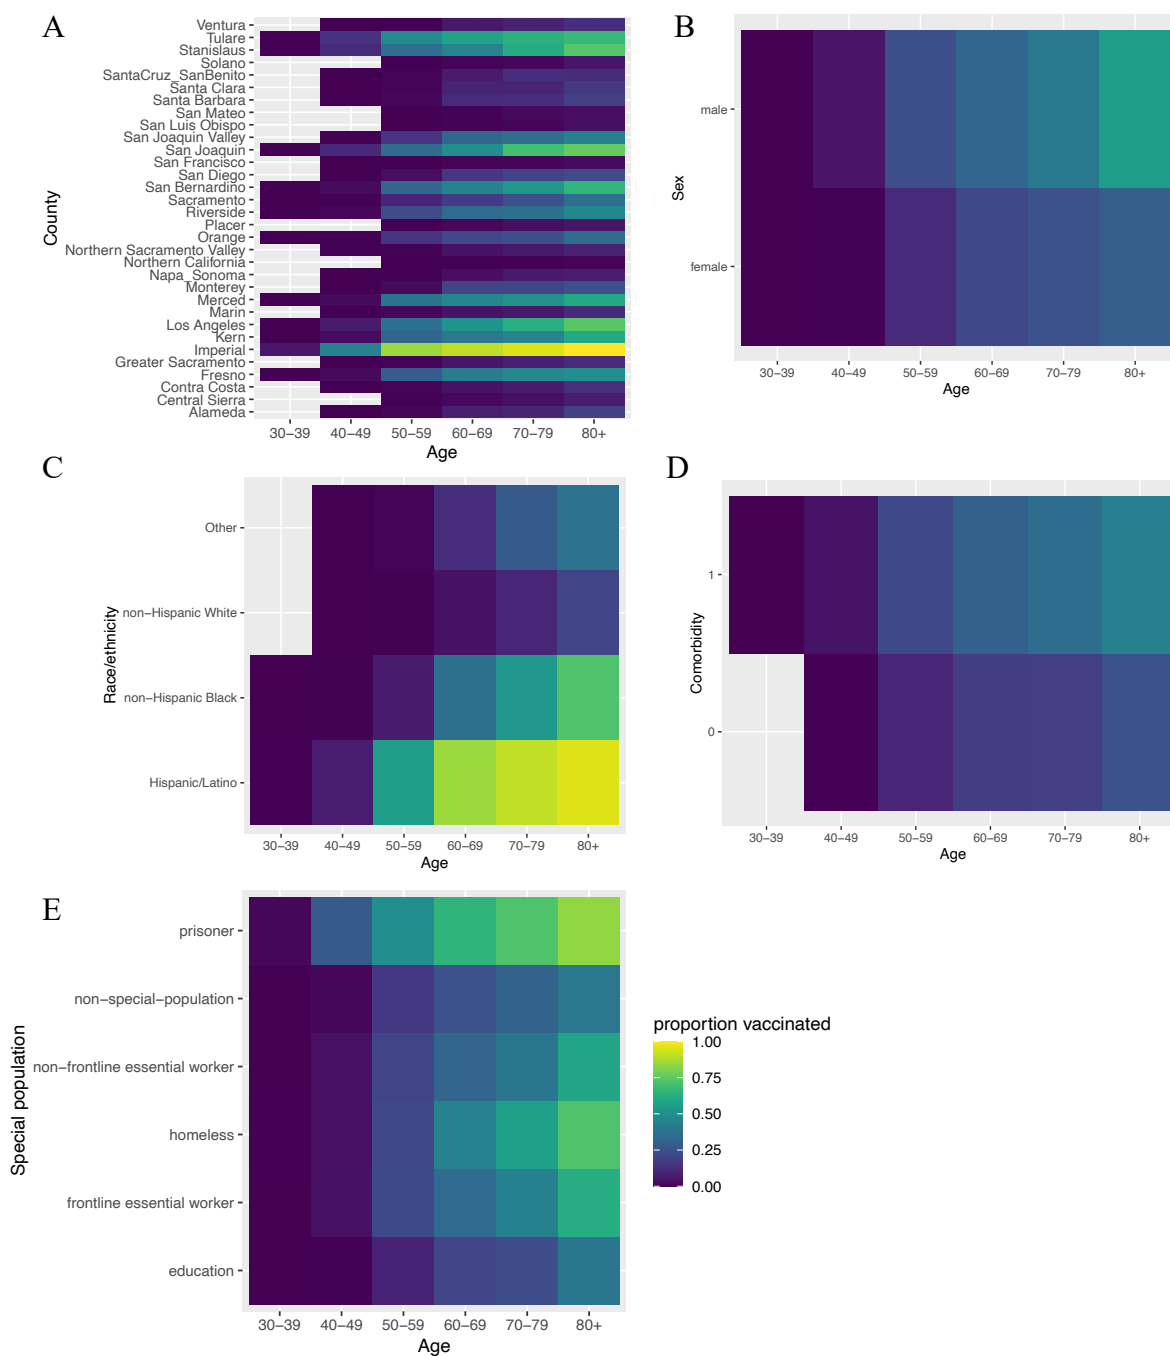 A
Ventura
Tulare
Stanislaus
Solano
SantaCruz_SanBenito
Santa Clara
Santa Barbara
San Mateo
San Luis Obispo
San Joaquin Valley
San Joaquin
San Francisco
San Diego
San Bernardino
Sacramento
Riverside
Placer
Orange
Northern Sacramento Valley
Northern California
Napa_Sonoma
Monterey
Merced
Marin
Los Angeles
Kern
Imperial
Greater Sacramento
Fresno
Contra Costa
Central Sierra
Alameda
County
30−39 40−49 50−59 60−69 70−79 80+
Age
B
male
female
Sex
30−39 40−49 50−59 60−69 70−79 80+
Age
C
Other
non−Hispanic White
non−Hispanic Black
Hispanic/Latino
Race/ethnicity
30−39 40−49 50−59 60−69 70−79 80+
Age
D
1
0
Comorbidity
30−39 40−49 50−59 60−69 70−79 80+
Age
E
prisoner
non−special−population
non−frontline essential worker
homeless
frontline essential worker
education
Special population
30−39 40−49 50−59 60−69 70−79 80+
Age
proportion vaccinated
1.00
0.75
0.50
0.25
0.00